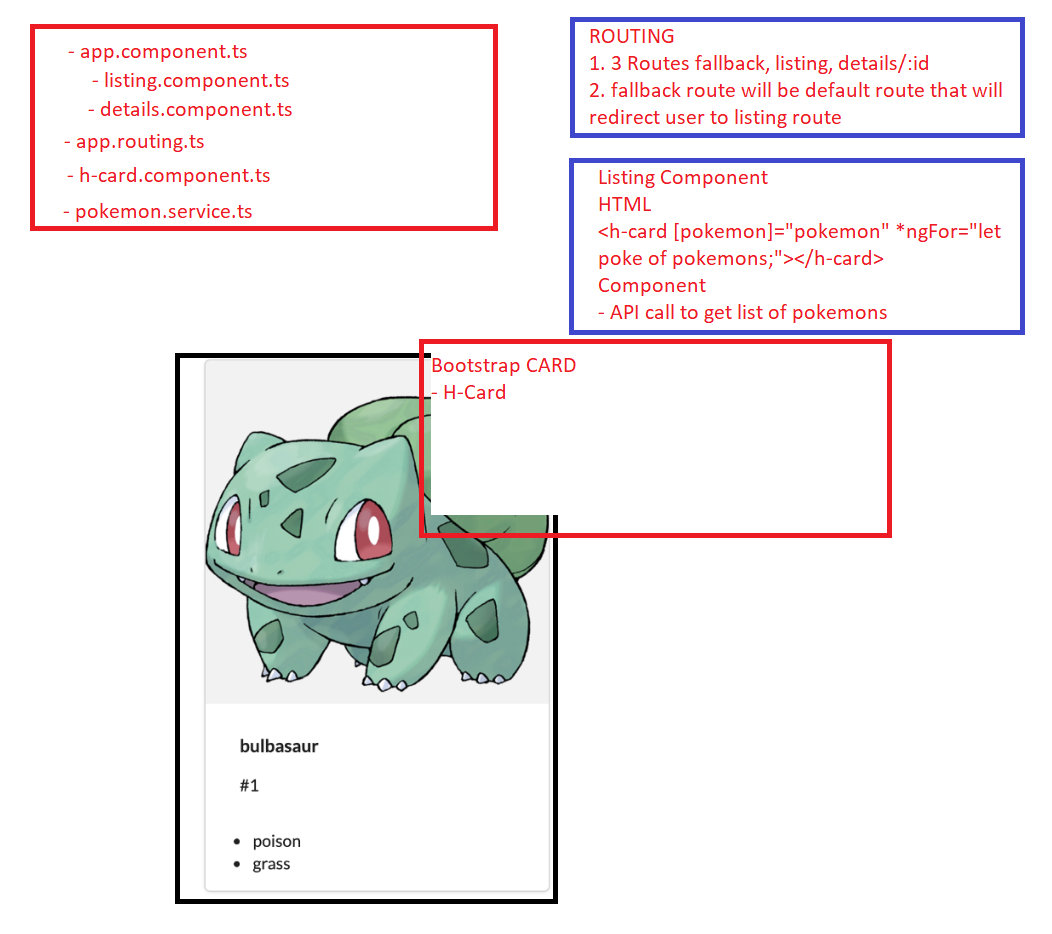 - app.component.ts
- listing.component.ts
- details.component.ts
- app.routing.ts
- h-card.component.ts
- pokemon.service.ts
ROUTING
1. 3 Routes fallback, listing, details/:id
2. fallback route will be default route that will
redirect user to listing route
Listing Component
HTML
<h-card [pokemon]="pokemon" *ngFor="let
poke of pokemons;"></h-card>
Component
- API call to get list of pokemons
Bootstrap CARD
- H-Card
bulbasaur
#1
• poison
• grass